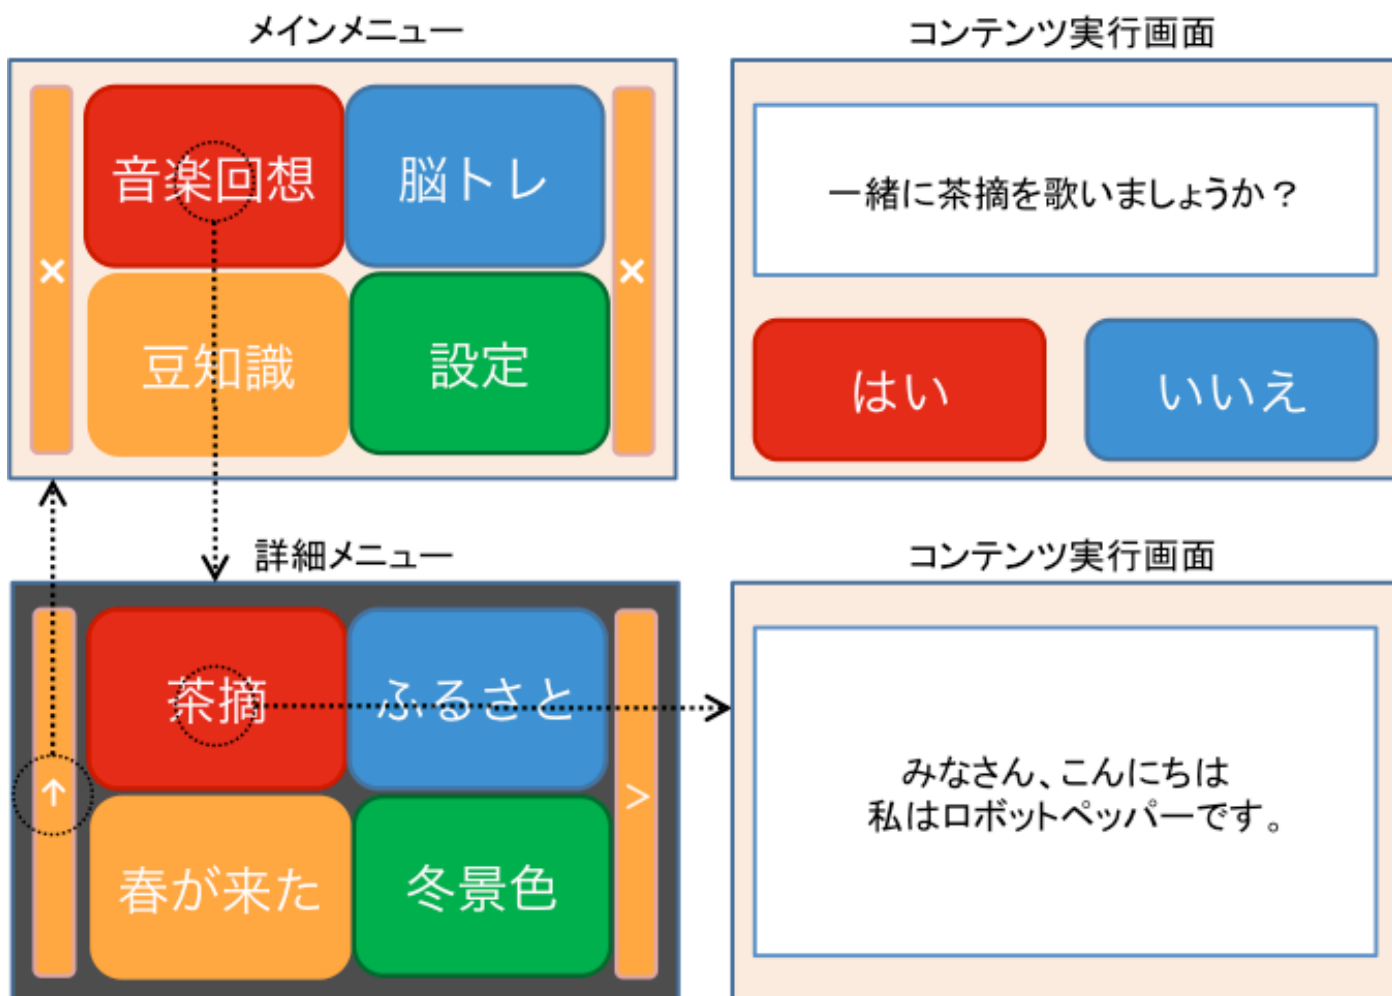 メインメニュー
音楽回想
脳トレ
×
×
豆知識
設定
コンテンツ実行画面
一緒に茶摘を歌いましょうか？
はい
いいえ
詳細メニュー
茶摘
ふるさと
↑
>
春が来た
冬景色
コンテンツ実行画面
みなさん、こんにちは
私はロボットペッパーです。